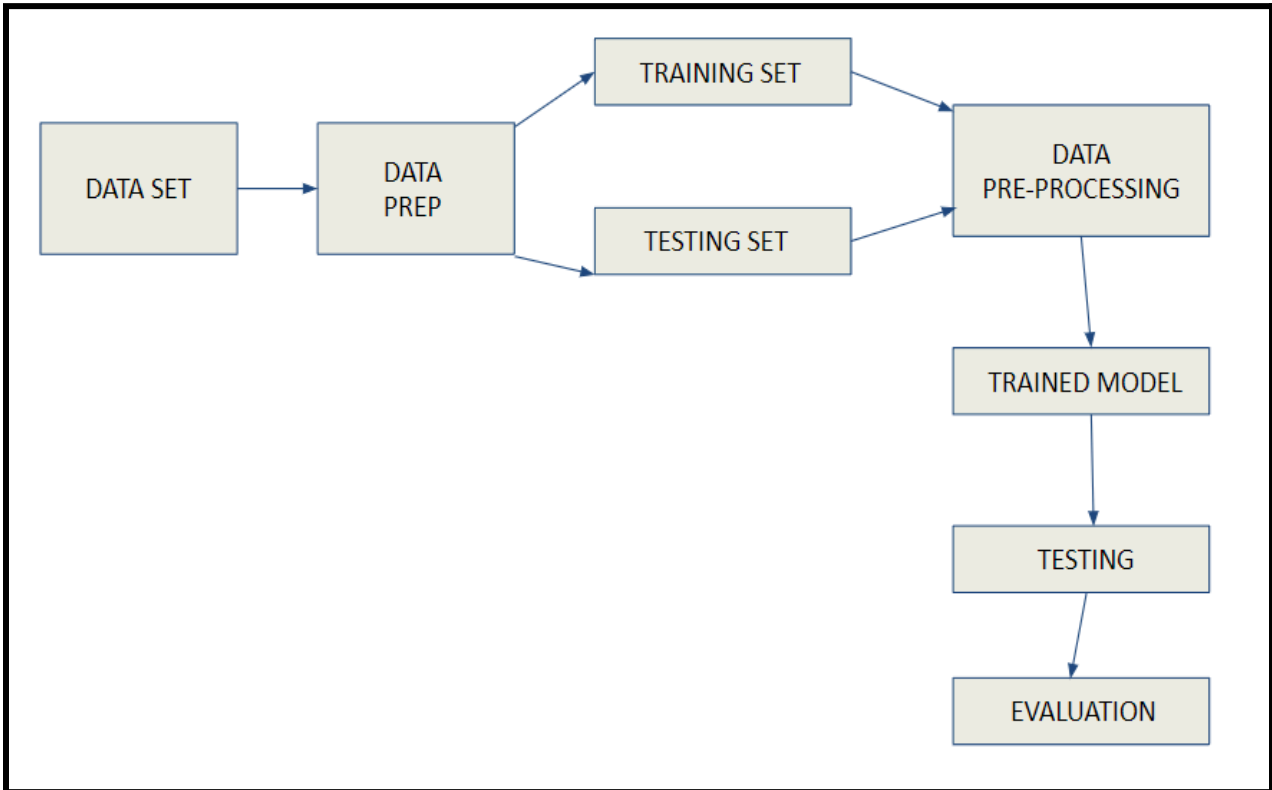 DATA SET
DATA
PREP
TRAINING SET
TESTING SET
DATA
PRE-PROCESSING
TRAINED MODEL
TESTING
EVALUATION